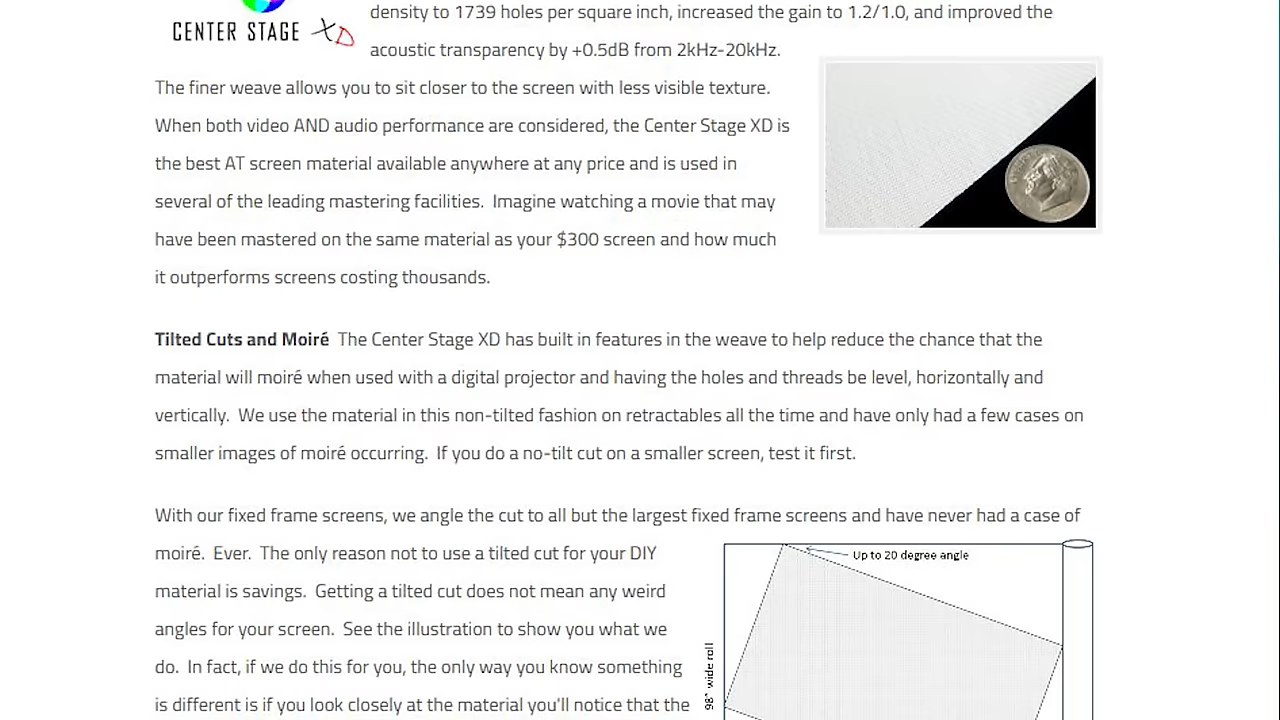 density to 1739 holes per square inch, increased the gain to 1.2/1.0, and improved the
CENTER STAGE XD
acoustic transparency by +0.5dB from 2kHz-20kHz.
The finer weave allows you to sit closer to the screen with less visible texture.
When both video AND audio performance are considered, the Center Stage XD is
the best AT screen material available anywhere at any price and is used in
several of the leading mastering facilities.  Imagine watching a movie that may
have been mastered on the same material as your $300 screen and how much
it outperforms screens costing thousands.
Tilted Cuts and Moiré  The Center Stage XD has built in features in the weave to help reduce the chance that the
material will moiré when used with a digital projector and having the holes and threads be level, horizontally and
vertically.  We use the material in this non-tilted fashion on retractables all the time and have only had a few cases on
smaller images of moiré occurring.  If you do a no-tilt cut on a smaller screen, test it first.
With our fixed frame screens, we angle the cut to all but the largest fixed frame screens and have never had a case of
moiré.  Ever.  The only reason not to use a tilted cut for your DIY
material is savings.  Getting a tilted cut does not mean any weird
angles for your screen.  See the illustration to show you what we
do.  In fact, if we do this for you, the only way you know something
is different is if you look closely at the material you'll notice that the
Up to 20 degree angle
98" wide roll